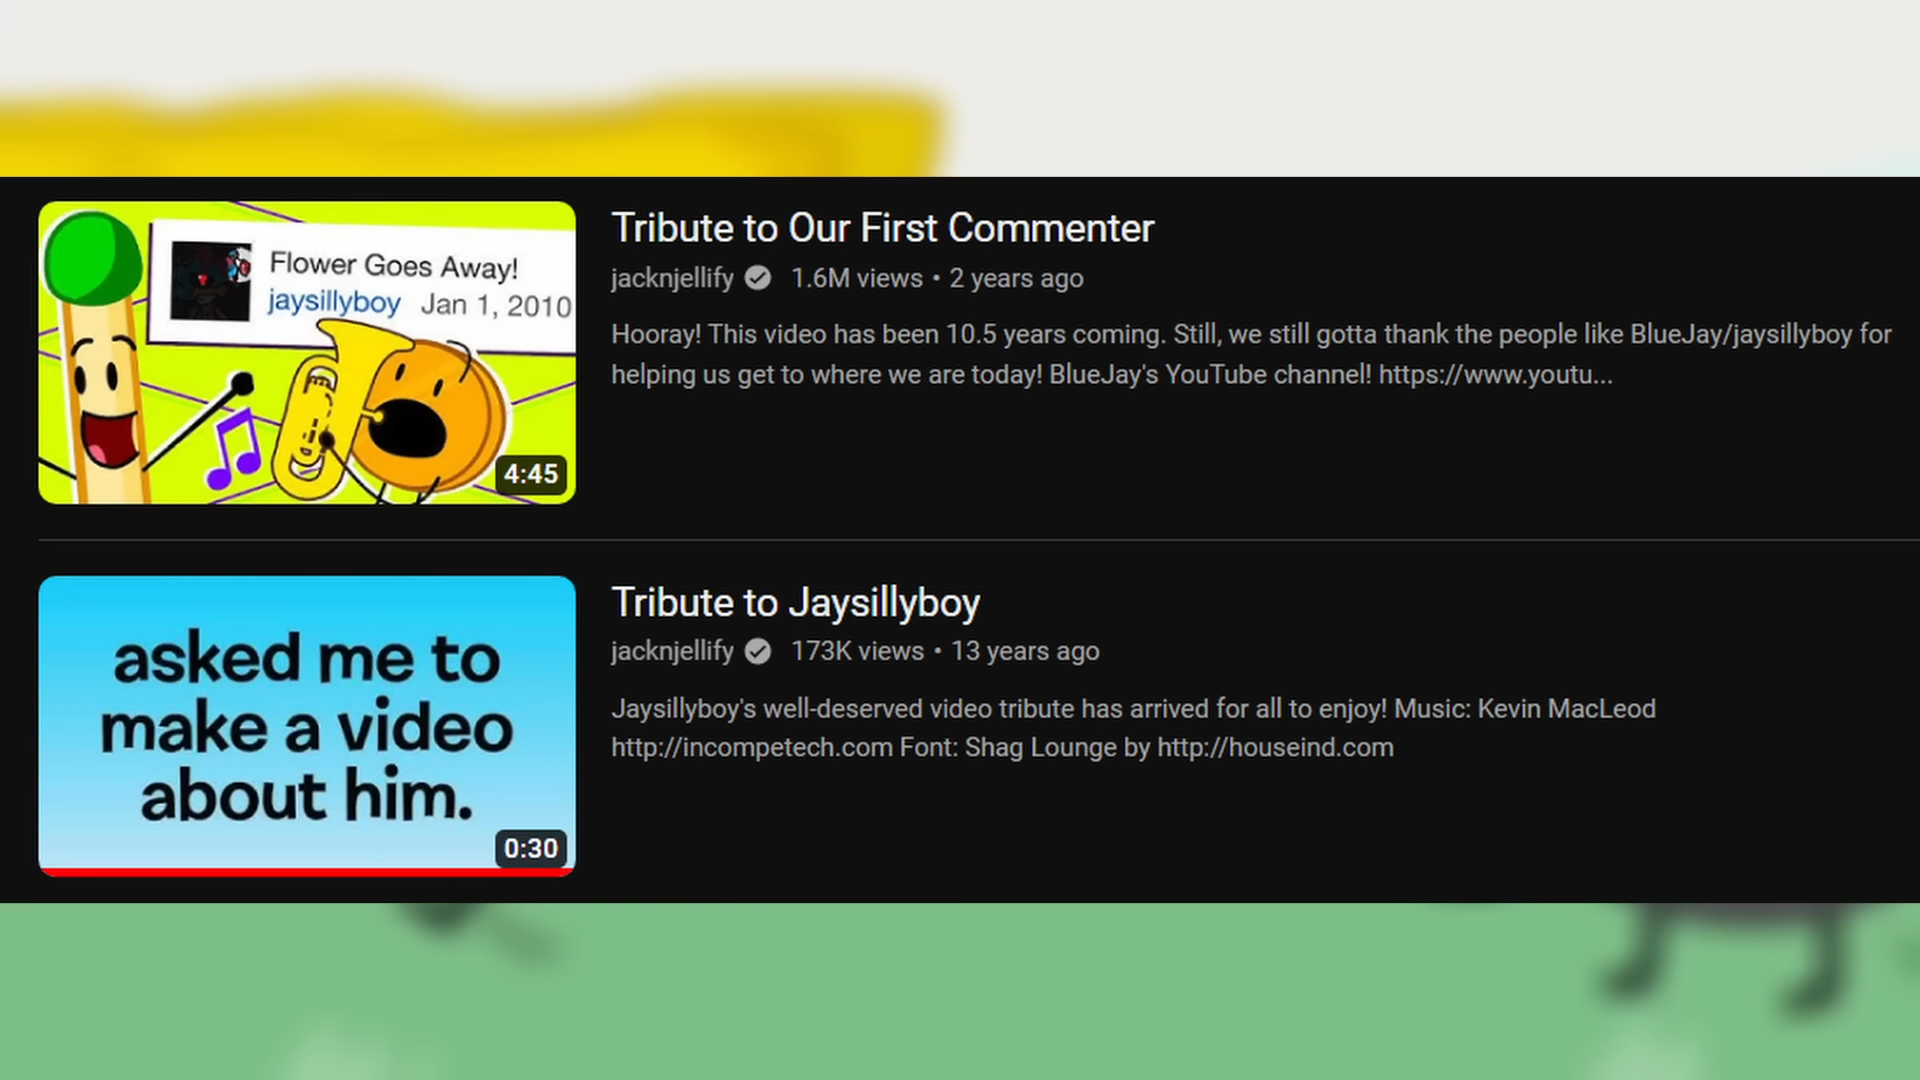 Flower Goes Away!
jaysillyboy Jan 1, 2010
4:45
Tribute to Our First Commenter
jacknjellify 1.6M views • 2 years ago
Hooray! This video has been 10.5 years coming. Still, we still gotta thank the people like BlueJay/jaysillyboy for
helping us get to where we are today! BlueJay's YouTube channel! https://www.youtu...
asked me to
make a video
about him.
0:30
Tribute to Jaysillyboy
jacknjellify 173K views • 13 years ago
Jaysillyboy's well-deserved video tribute has arrived for all to enjoy! Music: Kevin MacLeod
http://incompetech.com Font: Shag Lounge by http://houseind.com